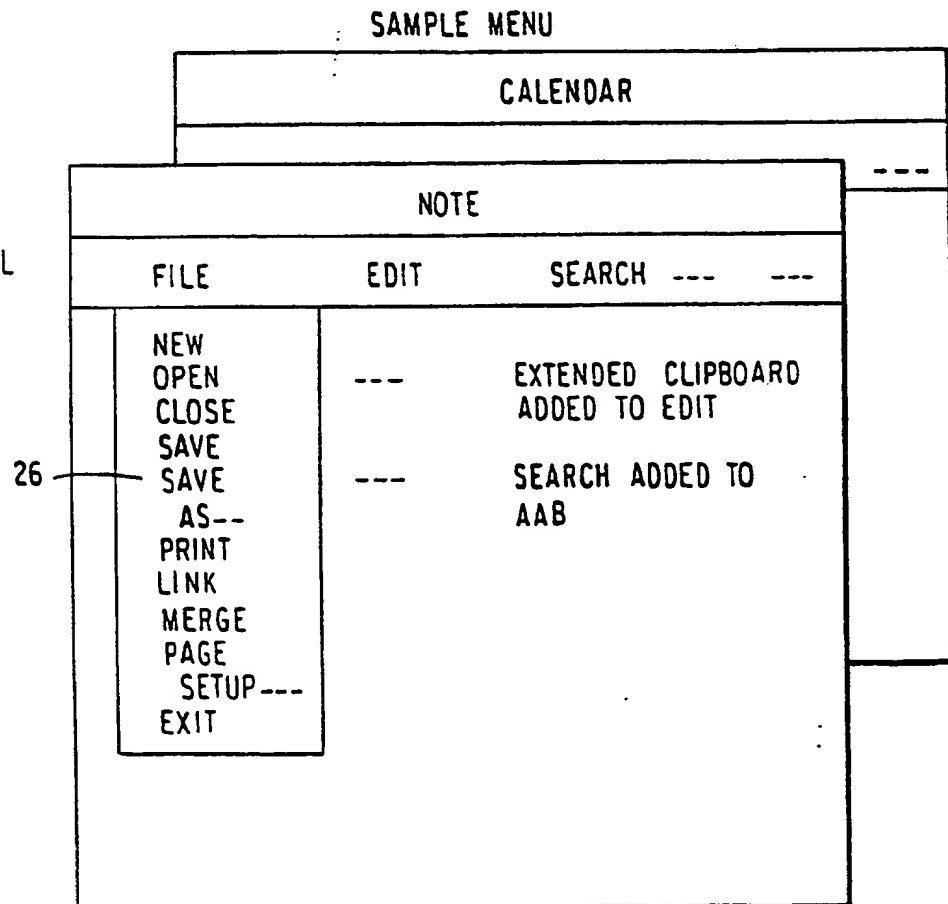 SAMPLE MENU
CALENDAR
---
NOTE
L
FILE EDIT SEARCH --- ---
NEW
OPEN --- EXTENDED CLIPBOARD
CLOSE ADDED TO EDIT
SAVE
26 SAVE --- SEARCH ADDED TO
AS-- AAB
PRINT
LINK
MERGE
PAGE
SETUP---
EXIT